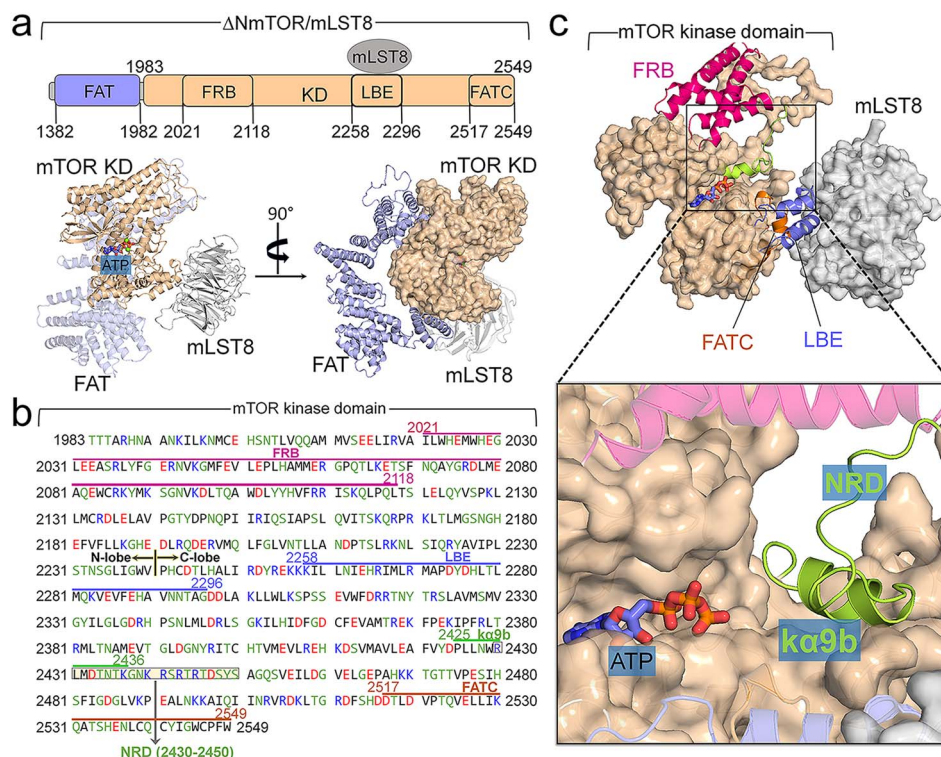 a
ΔNmTOR/mLST8
mLST8
1983
2549
FAT
FRB
KD
LBE
FATC
1382
1982
2021
2118
2258
2296
2517
2549
mTOR KD
ATP
FAT
mLST8
90°
mTOR KD
FAT
mLST8
b
mTOR kinase domain
2021
1983 TTTARHNA ANKILKNMCE HSNTLVQQAM MVSEELIRVA ILWHEMWHEG 2030
FRB
2031 LEEASRLYFG ERNVKGMFEV LEPLHAMMER GPQTLKETSF NQAYGRDLME 2080
2118
2081 AQEWCRKYMK SGNVKDLTQA WDLYYHVFRR ISKQLPQLTS LELQYVSPKL 2130
2131 LMCRDLELAV PGTYDPNQPI IRIQSIAPSL QVITSKQRPR KLTLMGSNGH
2181 EFVFLLKGHE DLRQDERVMQ LFGLVNTLLA NDPTSLRKNL SIQRYAVIPL 2230
N-lobe C-lobe 2258 LBE
2231 STNSGLIGWV PHCDTLHALI RDYREKKKIL LNIEHRIMLR MAPDYDHLTL 2280
2296
2281 MQKVEVFEHA VNNTAGDDLA KLLWLKSPSS EVWFDRRTNY TRSLAVMSMV
GYILGLGD RHPSNLMLDRLS GKILHIDFGD CFEVAMTREK FPEKIPFRLT 2380
2425 kα9b
2381 RMLTNAMEVT GLDGNYRITC HTVMEVLREH KDSVMAVLEA FVYDPLLNWR 2430
2436
2431 LMDTNTKGNK RSRTRTDSYS AGQSVEILDG VELGEPAHKK TGTTVPESIH 2480
2517 FATC
2481 SFIGDGLVKP EALNKKAIQI INRVRDKLTG RDFSHDDTLD VPTQVELLIK 2530
2549
2531 QATSHENLCQ CYIGWCPFW 2549
NRD (2430-2450)
c
mTOR kinase domain
FRB
mLST8
FATC
LBE
NRD
kα9b
ATP